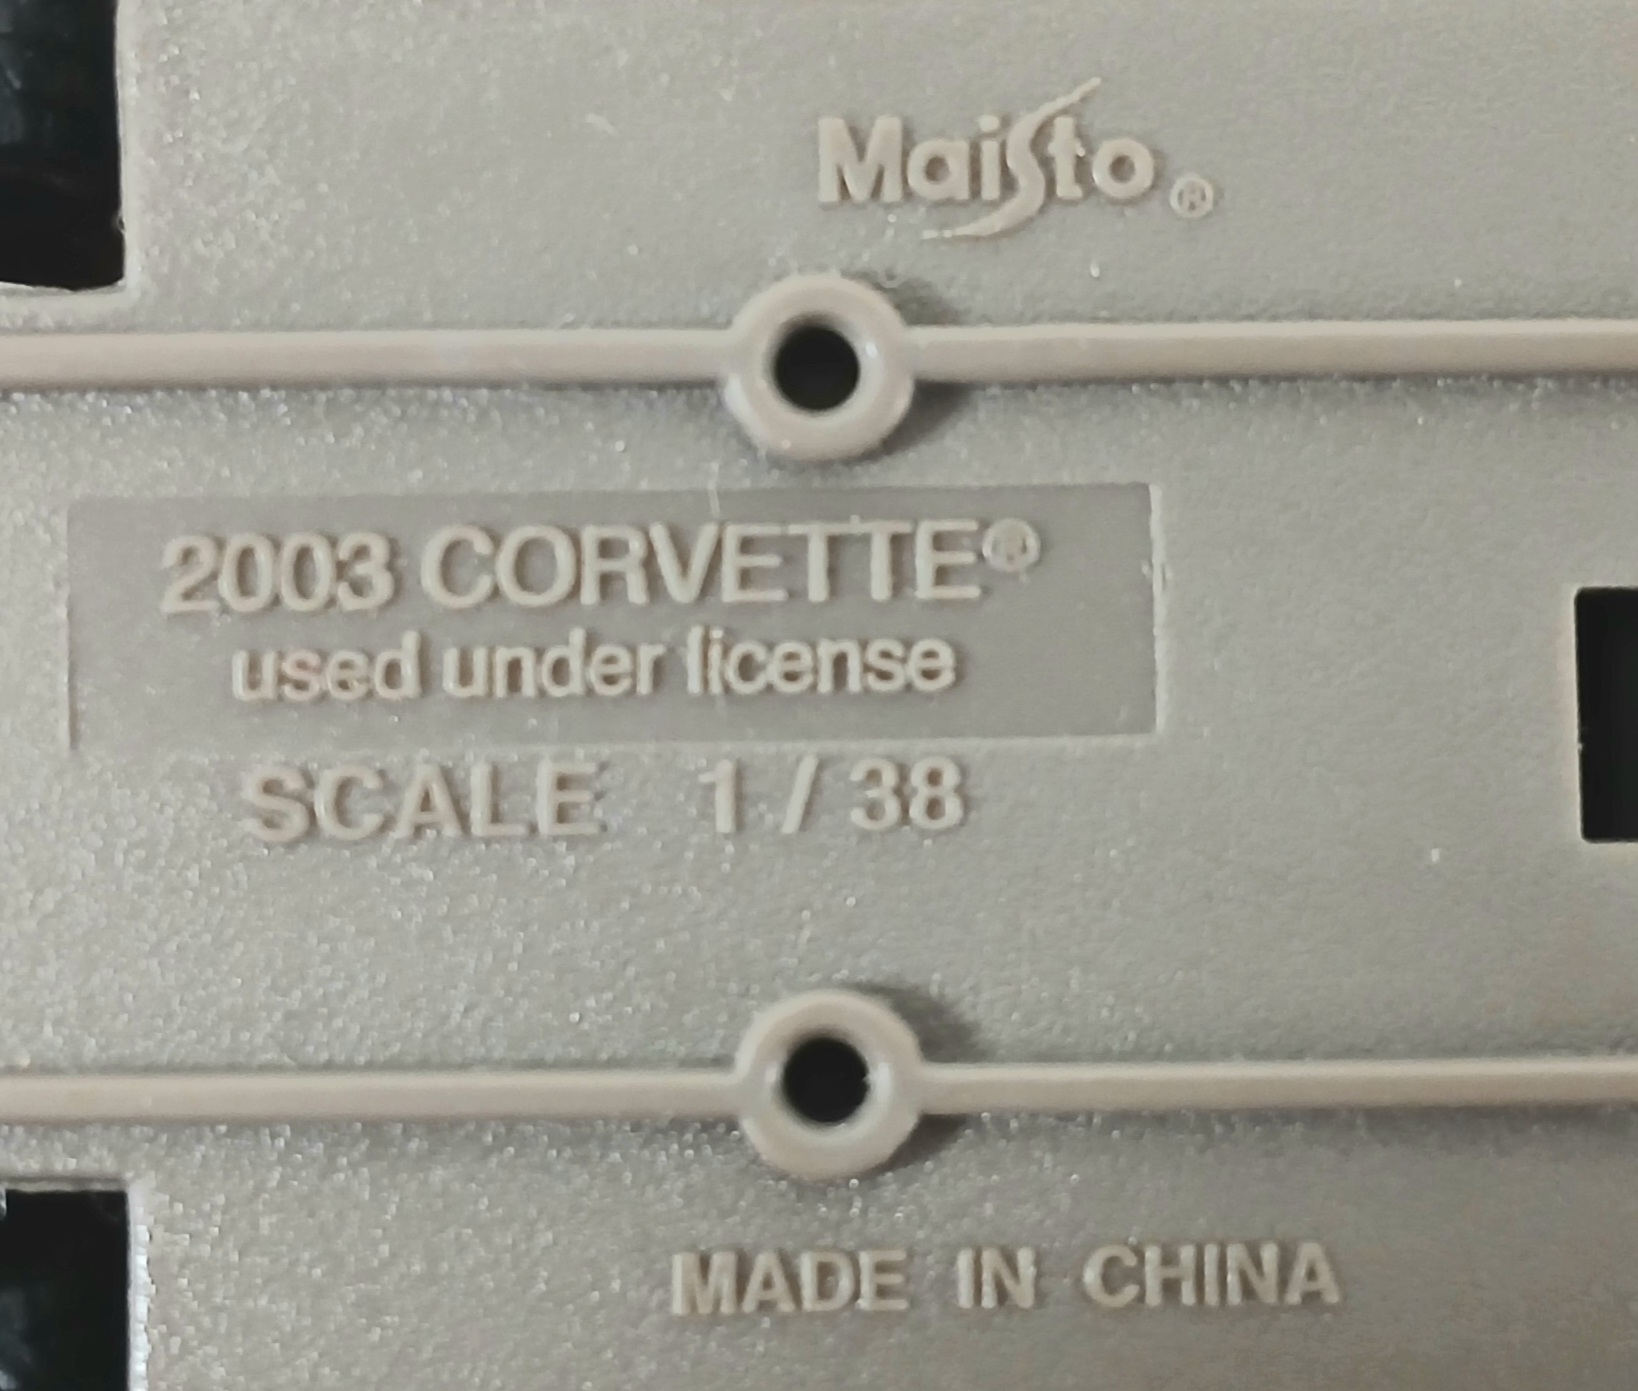 Maisto®
2003 CORVETTE®
used under license
SCALE 1 / 38
MADE IN CHINA